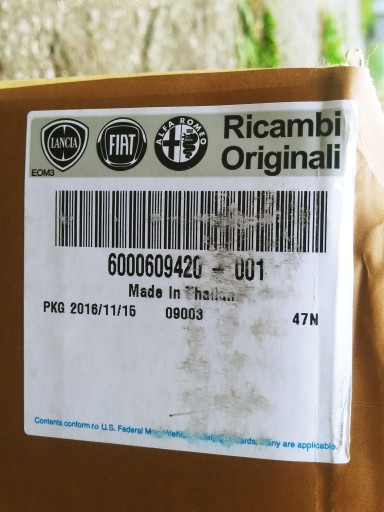 LANCIA
FIAT
ALFA ROMEO
Ricambi
Originali
EOM3
6000609420 - 001
Made In Thailan
PKG 2016/11/15 09003 47N
Contents conform to U.S. Federal any are applicable.